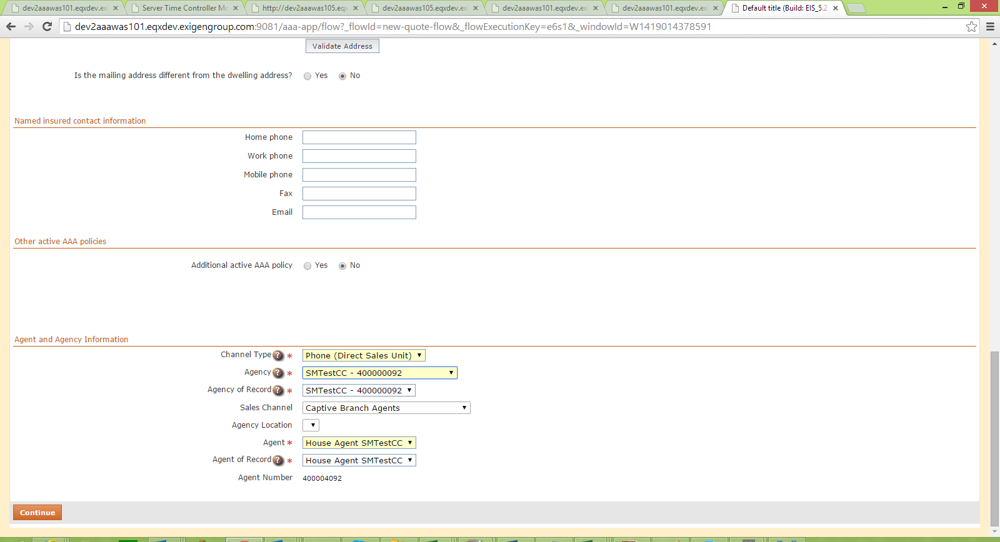 dev2aaawas101.eqxdev.exi
Server Time Controller Mo
http://dev2aaawas105.eqx
dev2aaawas105.eqxdev.exi
dev2aaawas101.eqxdev.exi
dev2aaawas101.eqxdev.exi
Default title (Build: EIS_5.2
dev2aaawas101.eqxdev.exigengroup.com:9081/aaa-app/flow?_flowId=new-quote-flow&_flowExecutionKey=e6s1&_windowId=W1419014378591
Validate Address
Is the mailing address different from the dwelling address? Yes No
Named insured contact information
Home phone
Work phone
Mobile phone
Fax
Email
Other active AAA policies
Additional active AAA policy Yes No
Agent and Agency Information
Channel Type ? * Phone (Direct Sales Unit)
Agency ? * SMTestCC - 400000092
Agency of Record ? * SMTestCC - 400000092
Sales Channel Captive Branch Agents
Agency Location
Agent * House Agent SMTestCC
Agent of Record ? * House Agent SMTestCC
Agent Number 400004092
Continue